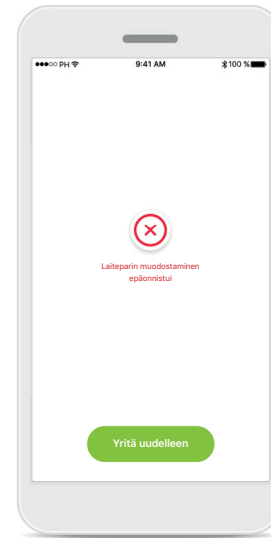 ●●●○○ PH 9:41 AM 100 %
Laiteparin muodostaminen
epäonnistui
Yritä uudelleen